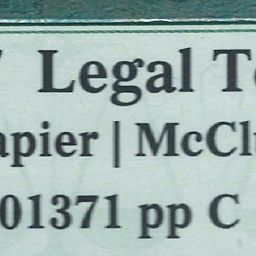 Legal T
apier | McCl
01371 pp C